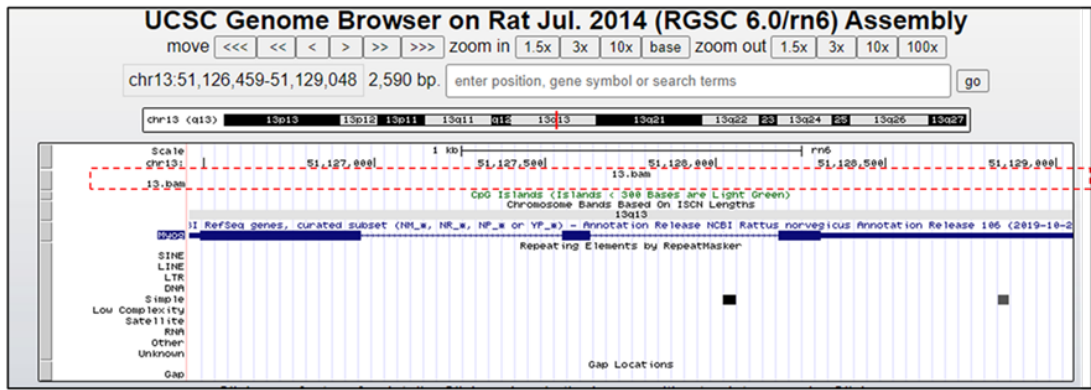 UCSC Genome Browser on Rat Jul. 2014 (RGSC 6.0/rn6) Assembly
move <<< << < > >> >>> zoom in 1.5x 3x 10x base zoom out 1.5x 3x 10x 100x
chr13:51,126,459-51,129,048 2,590 bp. enter position, gene symbol or search terms go
chr13 (q13) 13p13 13p12 13p11 13q11 q12 13q13 13q21 13q22 23 13q24 25 13q26 13q27
Scale 1 kb rn6
chr13: 51,127,000 51,127,500 51,128,000 51,128,500 51,129,000
13.bam
13.bam
CpG Islands (Islands < 300 Bases are Light Green)
Chromosome Bands Based On ISCN Lengths
13q13
RefSeq genes, curated subset (NM_*, NR_*, NP_* or YP_*) - Annotation Release NCBI Rattus norvegicus Annotation Release 106 (2019-10-2
Myog
Repeating Elements by RepeatMasker
SINE
LINE
LTR
DNA
Simple
Low Complexity
Satellite
RNA
Other
Unknown
Gap Locations
Gap